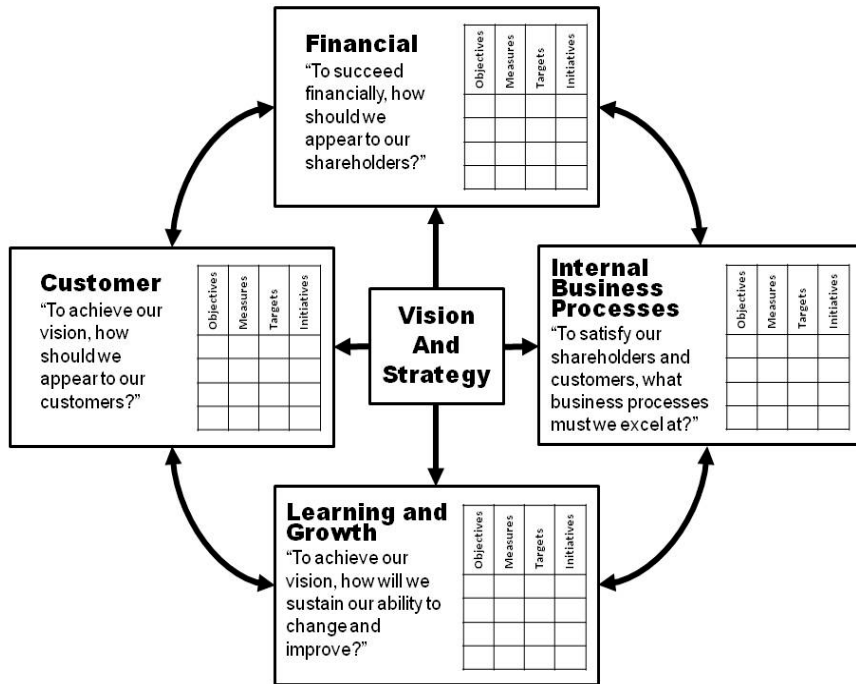 Financial
“To succeed
financially, how
should we
appear to our
shareholders?”
Objectives
Measures
Targets
Initiatives
Customer
“To achieve our
vision, how
should we
appear to our
customers?”
Objectives
Measures
Targets
Initiatives
Vision
And
Strategy
Internal
Business
Processes
“To satisfy our
shareholders and
customers, what
business processes
must we excel at?”
Objectives
Measures
Targets
Initiatives
Learning and
Growth
“To achieve our
vision, how will we
sustain our ability to
change and
improve?”
Objectives
Measures
Targets
Initiatives